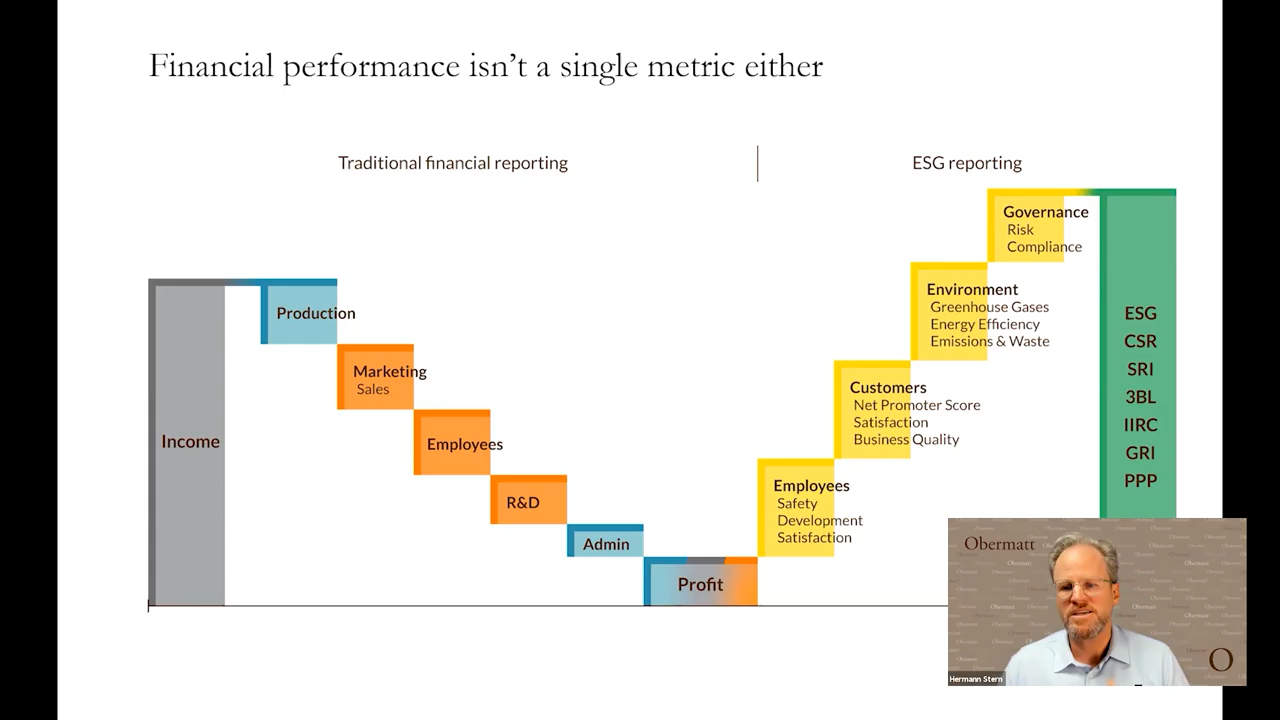 Financial performance isn't a single metric either
Traditional financial reporting
ESG reporting
Income
Production
Marketing
Sales
Employees
R&D
Admin
Profit
Employees
Safety
Development
Satisfaction
Customers
Net Promoter Score
Satisfaction
Business Quality
Environment
Greenhouse Gases
Energy Efficiency
Emissions & Waste
Governance
Risk
Compliance
ESG
CSR
SRI
3BL
IIRC
GRI
PPP
Obermatt
O
Hermann Stern